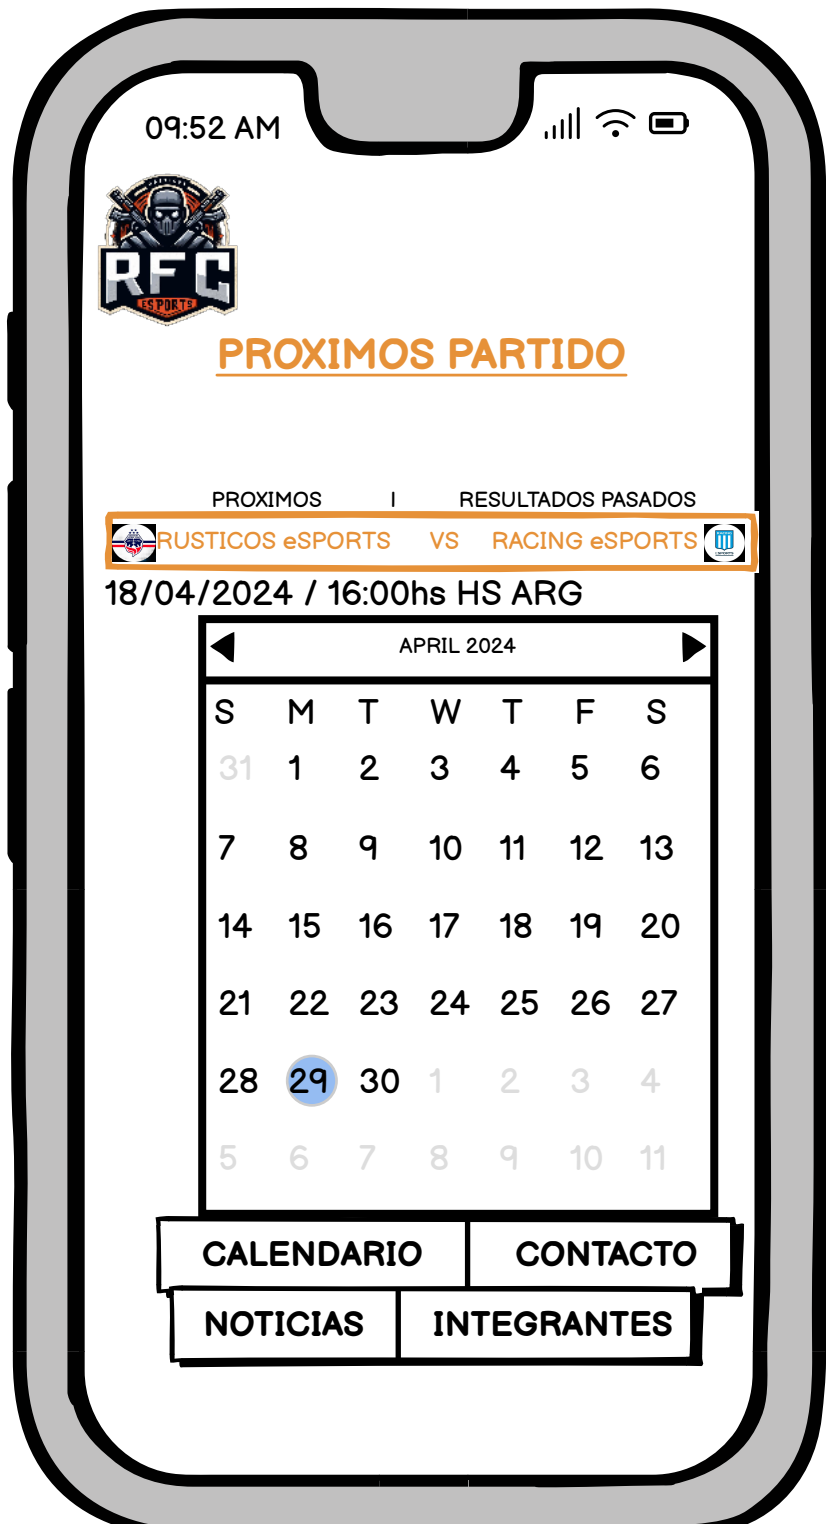 09:52 AM
RFC
ESPORTS
PROXIMOS PARTIDO
PROXIMOS I RESULTADOS PASADOS
RUSTICOS eSPORTS VS RACING eSPORTS
18/04/2024 / 16:00hs HS ARG
APRIL 2024
S M T W T F S
31 1 2 3 4 5 6
7 8 9 10 11 12 13
14 15 16 17 18 19 20
21 22 23 24 25 26 27
28 29 30 1 2 3 4
5 6 7 8 9 10 11
CALENDARIO CONTACTO
NOTICIAS INTEGRANTES